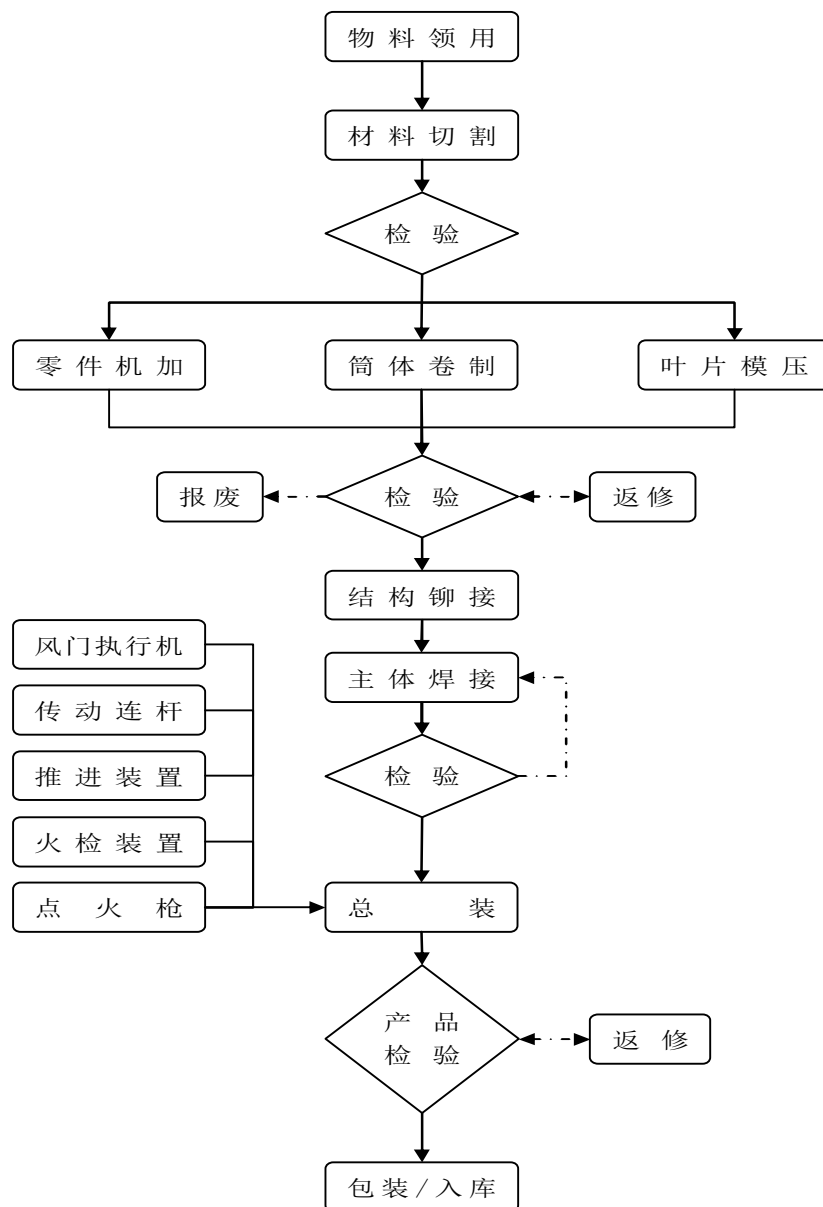 物料领用
材料切割
检验
零件机加
筒体卷制
叶片模压
报废
检验
返修
结构铆接
风门执行机
主体焊接
传动连杆
检验
推进装置
火检装置
点火枪
总装
产品
检验
返修
包装/入库